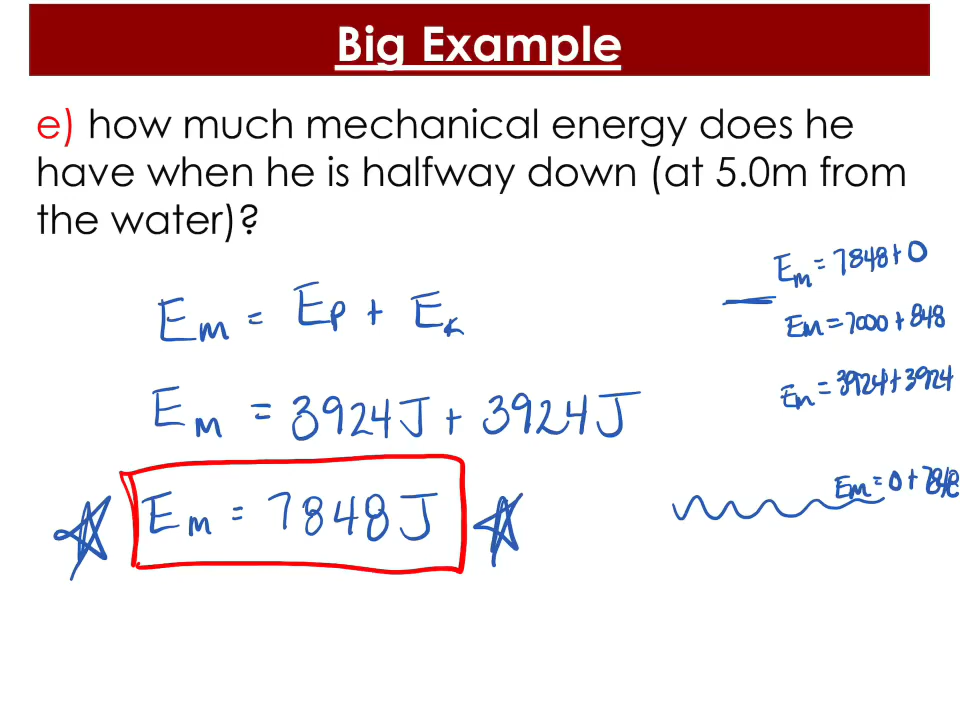 Big Example
e) how much mechanical energy does he
have when he is halfway down (at 5.0m from
the water)?
Em = 7848 + 0
Em = Ep + Ek
Em = 7000 + 848
Em = 3924 + 3924
Em = 3924J + 3924J
Em = 0 + 7848
Em = 7848J